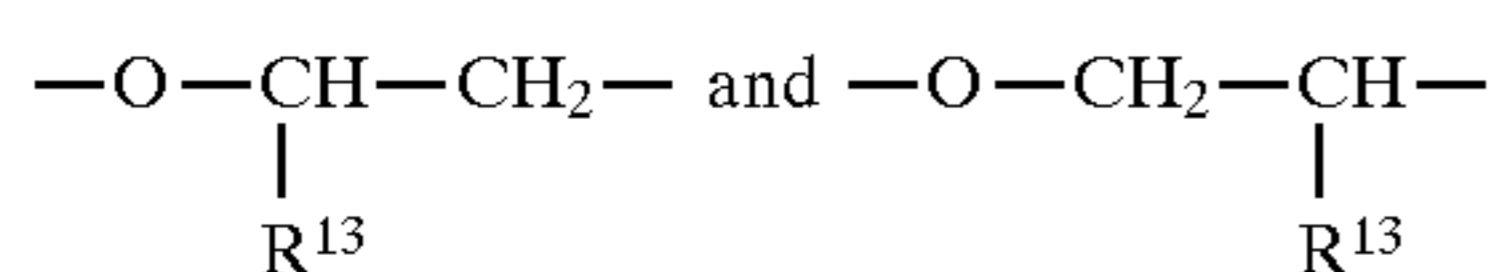 —O—CH—CH₂— and —O—CH₂—CH—
R¹³ R¹³